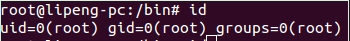 root@lipeng-pc:/bin# id
uid=0(root) gid=0(root) groups=0(root)